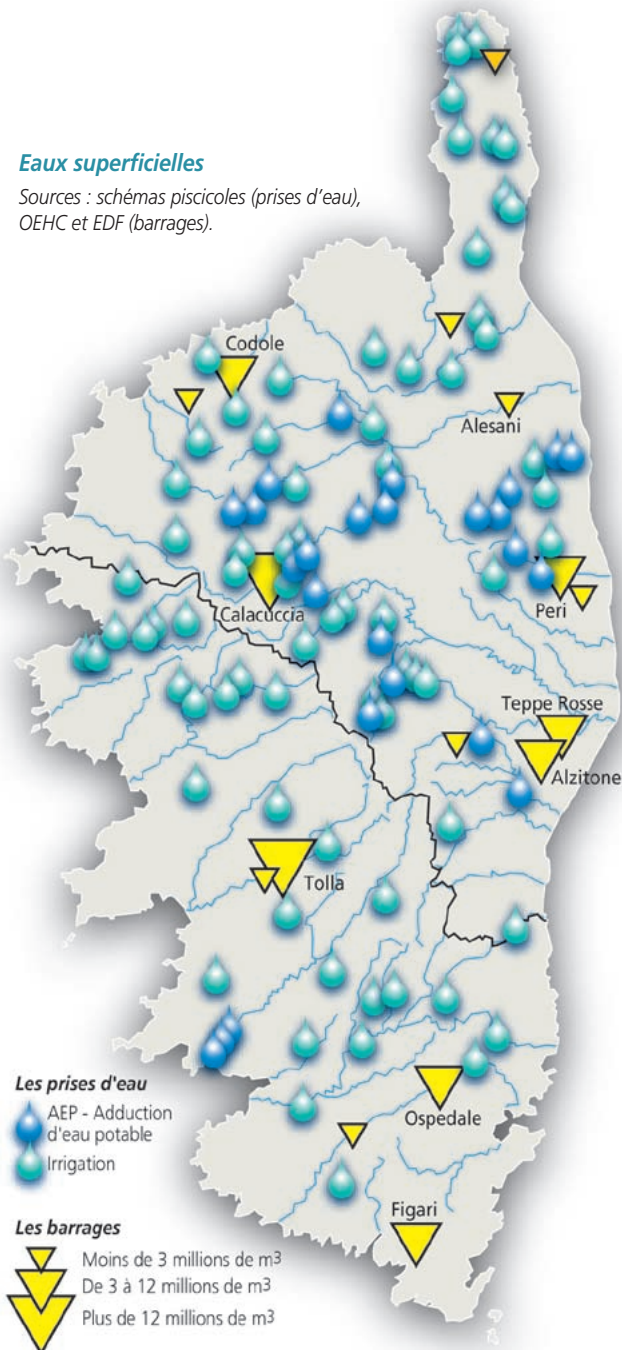 Eaux superficielles
Sources : schémas piscicoles (prises d'eau),
OEHC et EDF (barrages).
Codole
Alesani
Calacuccia
Peri
Teppe Rosse
Alzitone
Tolla
Ospedale
Figari
Les prises d'eau
AEP - Adduction
d'eau potable
Irrigation
Les barrages
Moins de 3 millions de m³
De 3 à 12 millions de m³
Plus de 12 millions de m³